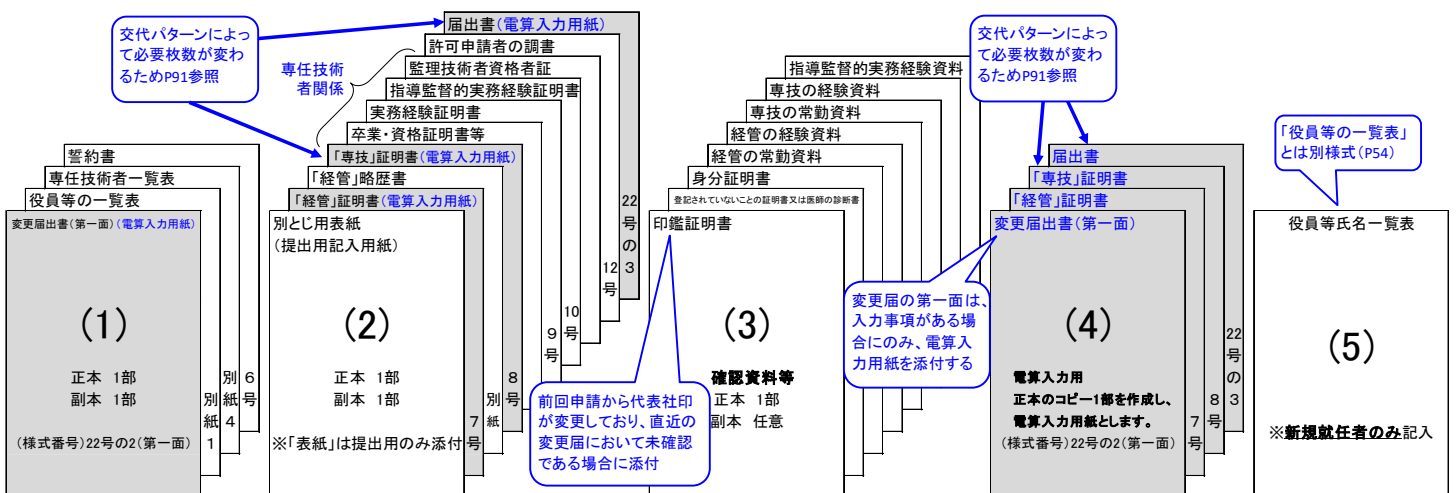 交代パターンによっ
て必要枚数が変わ
るためP91参照
専任技術
者関係
誓約書
専任技術者一覧表
役員等の一覧表
変更届出書(第一面)(電算入力用紙)
(1)
正本 1部
副本 1部
(様式番号)22号の2(第一面)
別紙1
別紙4
6号
届出書(電算入力用紙)
許可申請者の調書
監理技術者資格者証
指導監督的実務経験証明書
実務経験証明書
卒業・資格証明書等
「専技」証明書(電算入力用紙)
「経管」略歴書
「経管」証明書(電算入力用紙)
別とじ用表紙
(提出用記入用紙)
(2)
正本 1部
副本 1部
※「表紙」は提出用のみ添付
7号
別紙
8号
9号
10号
12号
22号の3
指導監督的実務経験資料
専技の経験資料
専技の常勤資料
経管の経験資料
経管の常勤資料
身分証明書
登記されていないことの証明書又は医師の診断書
印鑑証明書
(3)
確認資料等
正本 1部
副本 任意
前回申請から代表社印
が変更しており、直近の
変更届において未確認
である場合に添付
交代パターンによっ
て必要枚数が変わ
るためP91参照
届出書
「専技」証明書
「経管」証明書
変更届出書(第一面)
変更届の第一面は、
入力事項がある場
合にのみ、電算入
力用紙を添付する
(4)
電算入力用
正本のコピー1部を作成し、
電算入力用紙とします。
(様式番号)22号の2(第一面)
7号
8号
22号の3
「役員等の一覧表」
とは別様式(P54)
役員等氏名一覧表
(5)
※新規就任者のみ記入